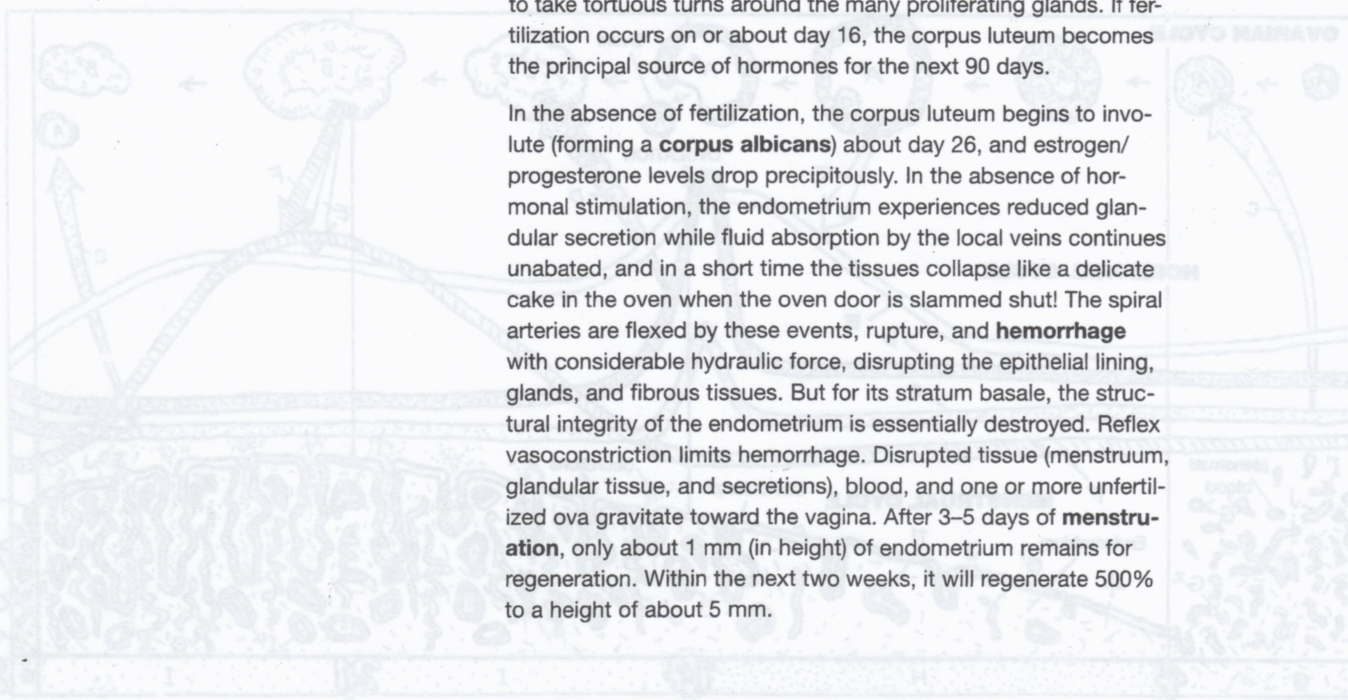 to take tortuous turns around the many proliferating glands. If fer-
tilization occurs on or about day 16, the corpus luteum becomes
the principal source of hormones for the next 90 days.
In the absence of fertilization, the corpus luteum begins to invo-
lute (forming a corpus albicans) about day 26, and estrogen/
progesterone levels drop precipitously. In the absence of hor-
monal stimulation, the endometrium experiences reduced glan-
dular secretion while fluid absorption by the local veins continues
unabated, and in a short time the tissues collapse like a delicate
cake in the oven when the oven door is slammed shut! The spiral
arteries are flexed by these events, rupture, and hemorrhage
with considerable hydraulic force, disrupting the epithelial lining,
glands, and fibrous tissues. But for its stratum basale, the struc-
tural integrity of the endometrium is essentially destroyed. Reflex
vasoconstriction limits hemorrhage. Disrupted tissue (menstruum,
glandular tissue, and secretions), blood, and one or more unfertil-
ized ova gravitate toward the vagina. After 3–5 days of menstru-
ation, only about 1 mm (in height) of endometrium remains for
regeneration. Within the next two weeks, it will regenerate 500%
to a height of about 5 mm.